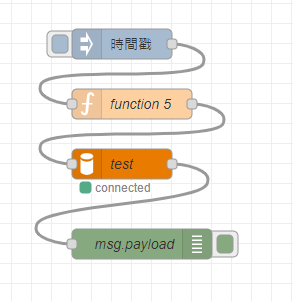 時間戳
function 5
test
connected
msg.payload